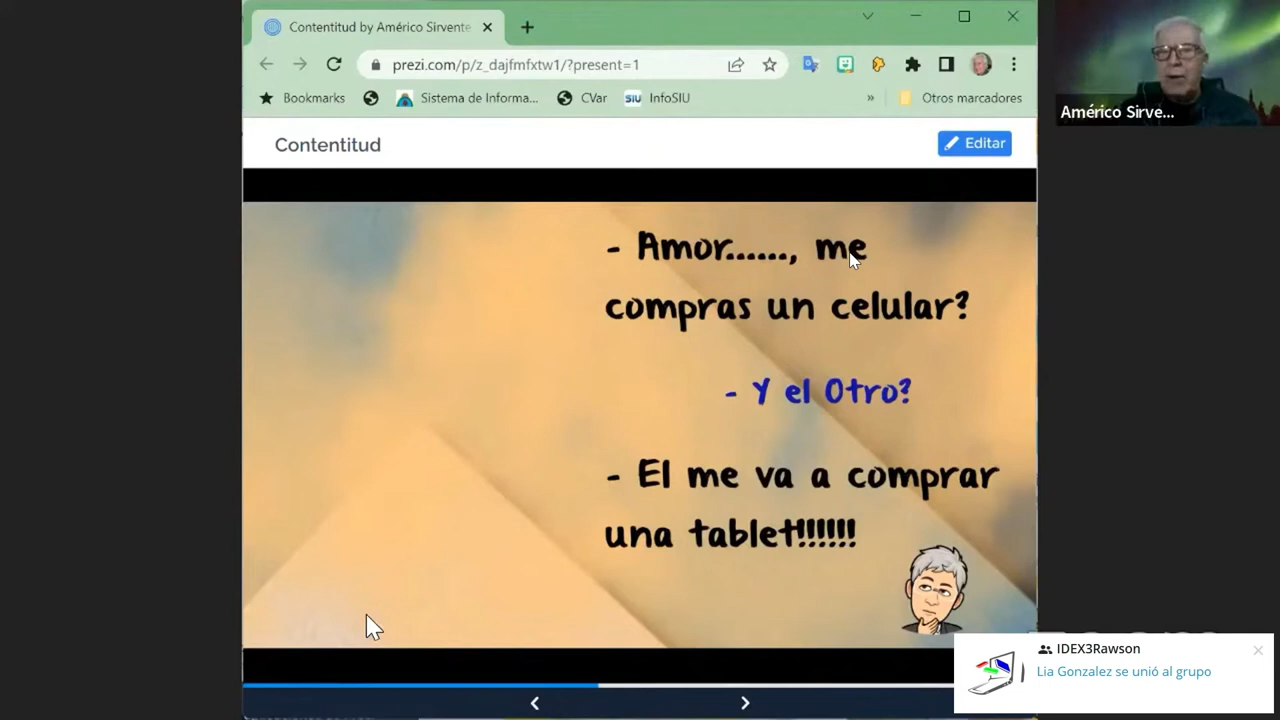 Contentitud by Américo Sirvente
prezi.com/p/z_dajfmfxtw1/?present=1
Bookmarks
Sistema de Informa...
CVar
SIU InfoSIU
»
Otros marcadores
Contentitud
Editar
Américo Sirve...
- Amor......, me
compras un celular?
- Y el Otro?
- El me va a comprar
una tablet!!!!!!
IDEX3Rawson
Lia Gonzalez se unió al grupo